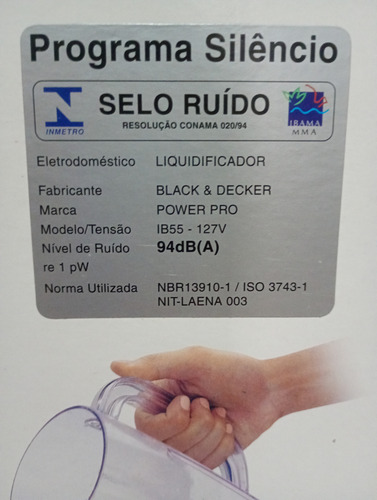 Programa Silêncio
INMETRO
SELO RUÍDO
RESOLUÇÃO CONAMA 020/94
IBAMA
MMA
Eletrodoméstico LIQUIDIFICADOR
Fabricante BLACK & DECKER
Marca POWER PRO
Modelo/Tensão IB55 - 127V
Nível de Ruído 94dB(A)
re 1 pW
Norma Utilizada NBR13910-1 / ISO 3743-1
NIT-LAENA 003